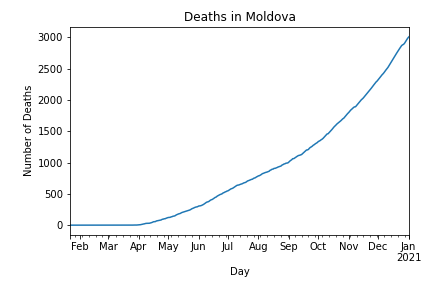 Deaths in Moldova
Number of Deaths
3000
2500
2000
1500
1000
500
0
Feb Mar Apr May Jun Jul Aug Sep Oct Nov Dec Jan
2021
Day